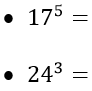 • 17⁵ =
• 24³ =